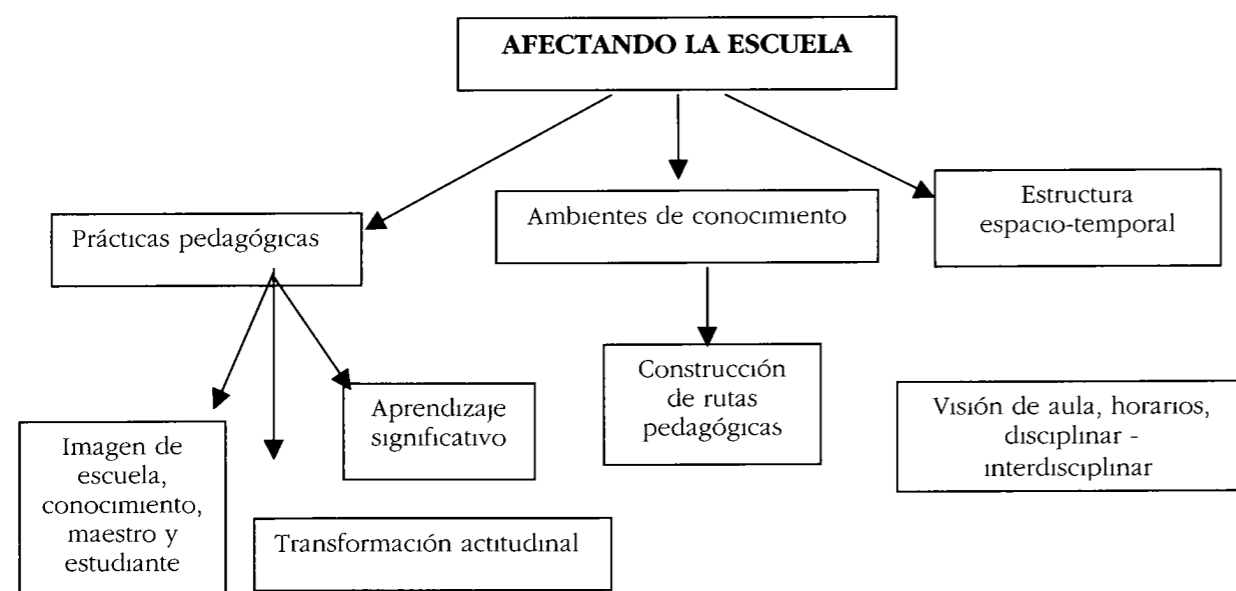 AFECTANDO LA ESCUELA
Prácticas pedagógicas
Ambientes de conocimiento
Estructura
espacio-temporal
Imagen de
escuela,
conocimiento,
maestro y
estudiante
Transformación actitudinal
Aprendizaje
significativo
Construcción
de rutas
pedagógicas
Visión de aula, horarios,
disciplinar -
interdisciplinar